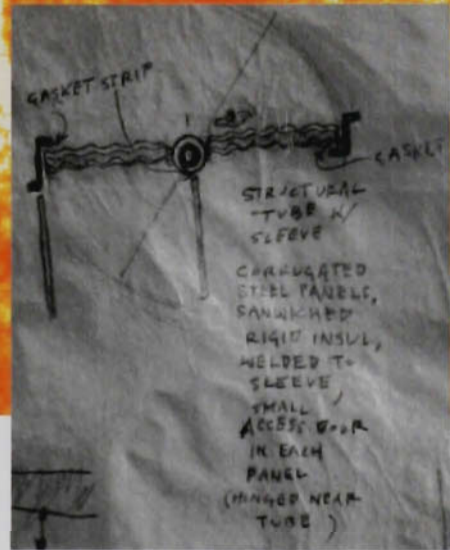 GASKET STRIP
GASKET
STRUCTURAL
TUBE W/
SLEEVE
CORRUGATED
STEEL PANELS,
SANWICHED
RIGID INSUL,
WELDED TO
SLEEVE,
SMALL
ACCESS DOOR
IN EACH
PANEL
(HINGED NEAR
TUBE)